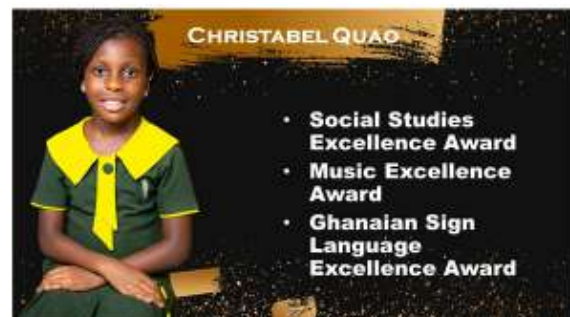 CHRISTABEL QUAO
• Social Studies
Excellence Award
• Music Excellence
Award
• Ghanaian Sign
Language
Excellence Award